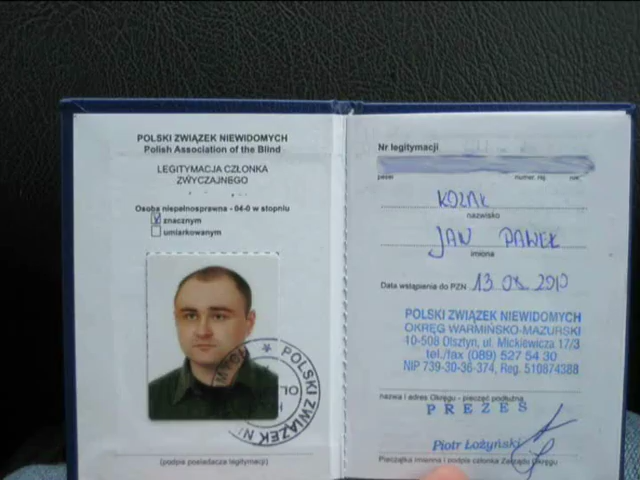 POLSKI ZWIĄZEK NIEWIDOMYCH
Polish Association of the Blind
LEGITYMACJA CZŁONKA
ZWYCZAJNEGO
Osoba niepełnosprawna - 04-0 w stopniu
znacznym
umiarkowanym
POLSKI ZWIĄZEK
(podpis posiadacza legitymacji)
Nr legitymacji
KOZAK
nazwisko
JAN PAWEŁ
imiona
Data wstąpienia do PZN 13 08. 2010
POLSKI ZWIĄZEK NIEWIDOMYCH
OKRĘG WARMIŃSKO-MAZURSKI
10-508 Olsztyn, ul. Mickiewicza 17/3
tel./fax (089) 527 54 30
NIP 739-30-36-374, Reg. 510874388
nazwa i adres Okręgu - pieczęć podłużna
PREZES
Piotr Łożyński
Pieczątka imienna i podpis członka Zarządu Okręgu